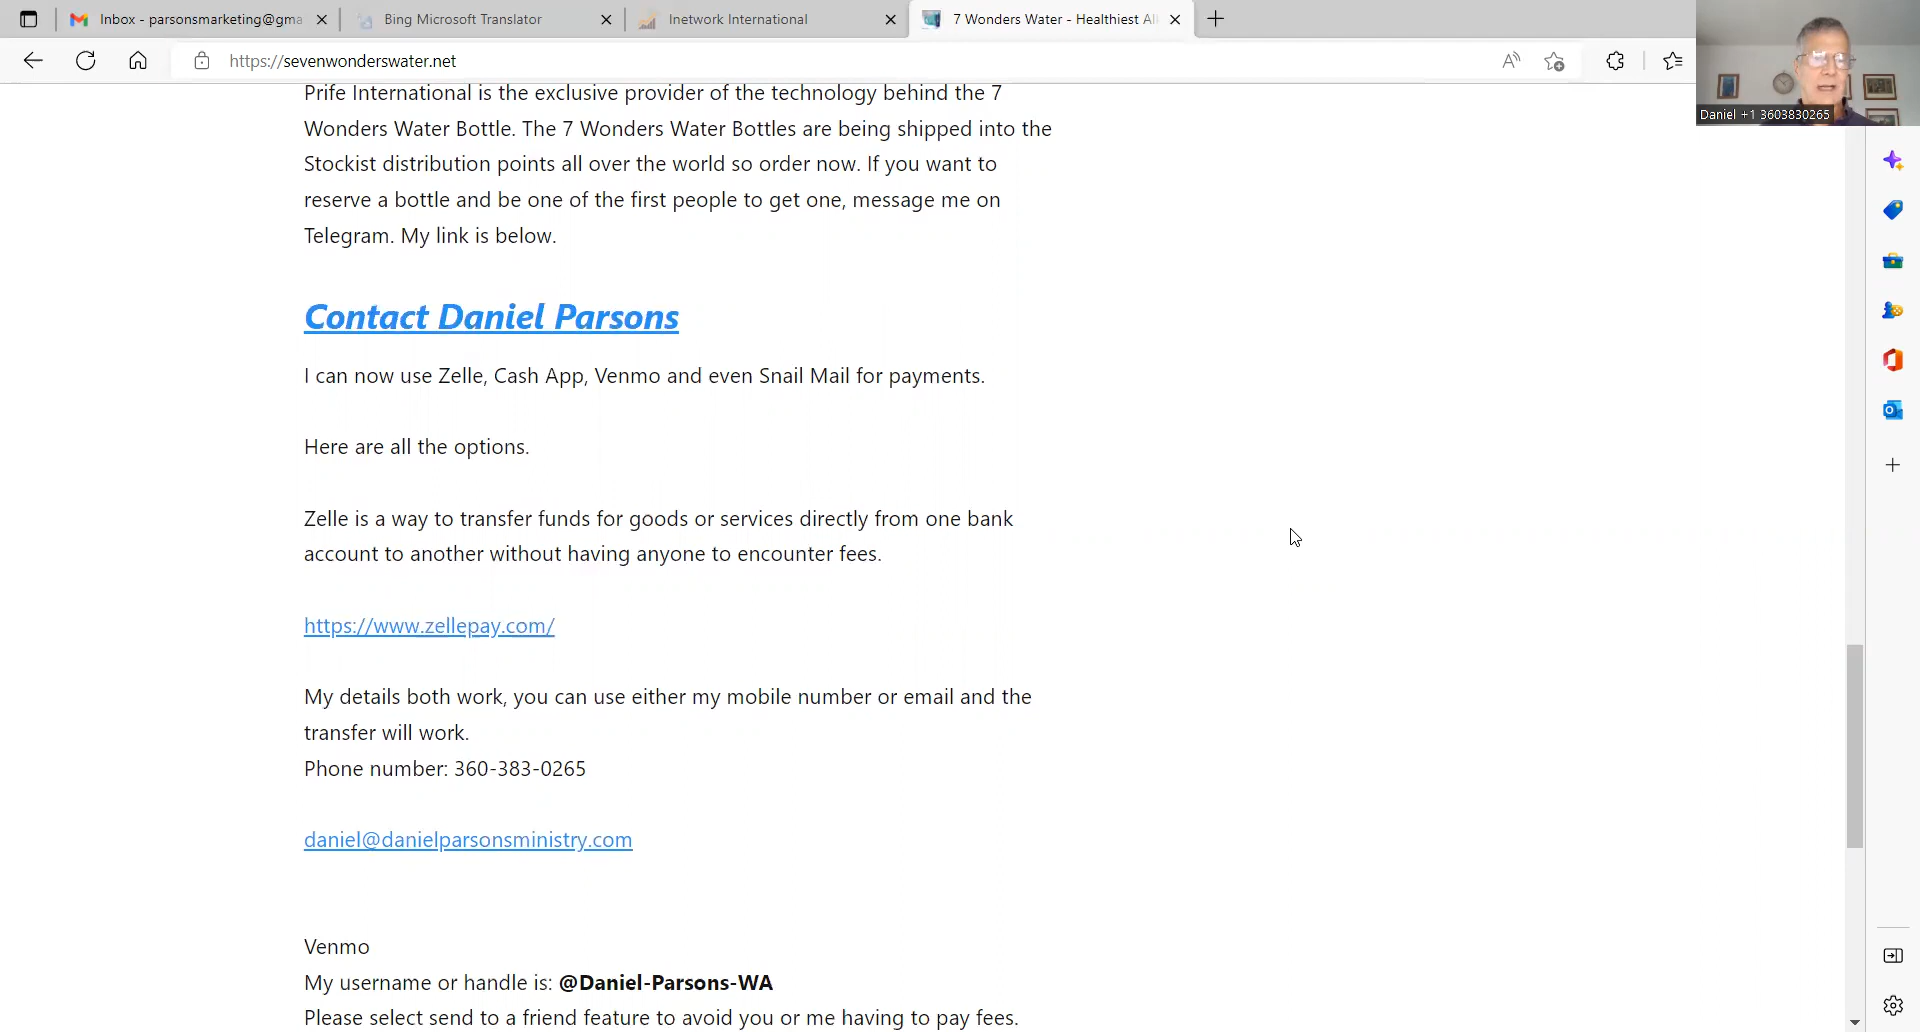 Inbox - parsonsmarketing@gma
Bing Microsoft Translator
Inetwork International
7 Wonders Water - Healthiest Al
https://sevenwonderswater.net
Daniel +1 3603830265
Prife International is the exclusive provider of the technology behind the 7
Wonders Water Bottle. The 7 Wonders Water Bottles are being shipped into the
Stockist distribution points all over the world so order now. If you want to
reserve a bottle and be one of the first people to get one, message me on
Telegram. My link is below.
Contact Daniel Parsons
I can now use Zelle, Cash App, Venmo and even Snail Mail for payments.
Here are all the options.
Zelle is a way to transfer funds for goods or services directly from one bank
account to another without having anyone to encounter fees.
https://www.zellepay.com/
My details both work, you can use either my mobile number or email and the
transfer will work.
Phone number: 360-383-0265
daniel@danielparsonsministry.com
Venmo
My username or handle is: @Daniel-Parsons-WA
Please select send to a friend feature to avoid you or me having to pay fees.